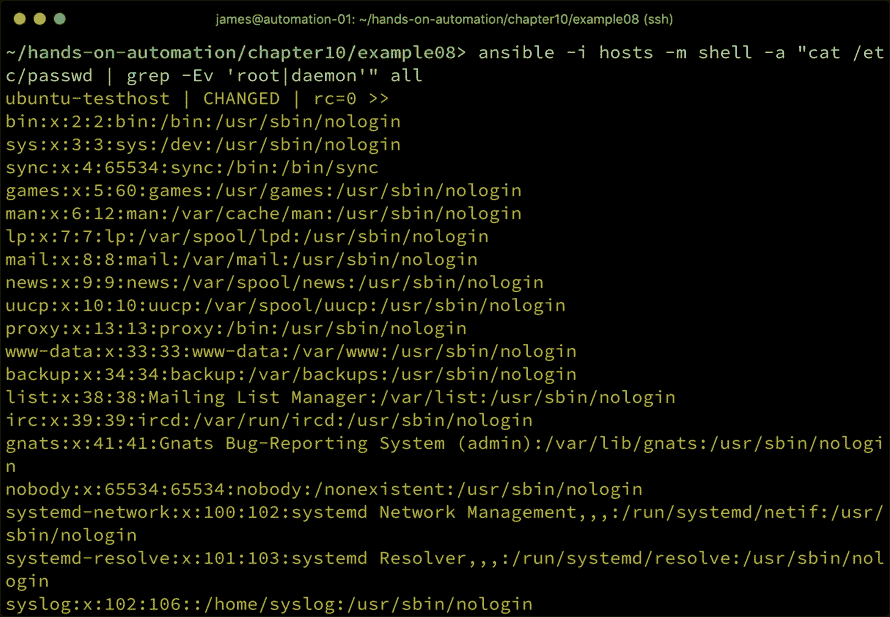 james@automation-01: ~/hands-on-automation/chapter10/example08 (ssh)
~/hands-on-automation/chapter10/example08> ansible -i hosts -m shell -a "cat /et
c/passwd | grep -Ev 'root|daemon'" all
ubuntu-testhost | CHANGED | rc=0 >>
bin:x:2:2:bin:/bin:/usr/sbin/nologin
sys:x:3:3:sys:/dev:/usr/sbin/nologin
sync:x:4:65534:sync:/bin:/bin/sync
games:x:5:60:games:/usr/games:/usr/sbin/nologin
man:x:6:12:man:/var/cache/man:/usr/sbin/nologin
lp:x:7:7:lp:/var/spool/lpd:/usr/sbin/nologin
mail:x:8:8:mail:/var/mail:/usr/sbin/nologin
news:x:9:9:news:/var/spool/news:/usr/sbin/nologin
uucp:x:10:10:uucp:/var/spool/uucp:/usr/sbin/nologin
proxy:x:13:13:proxy:/bin:/usr/sbin/nologin
www-data:x:33:33:www-data:/var/www:/usr/sbin/nologin
backup:x:34:34:backup:/var/backups:/usr/sbin/nologin
list:x:38:38:Mailing List Manager:/var/list:/usr/sbin/nologin
irc:x:39:39:ircd:/var/run/ircd:/usr/sbin/nologin
gnats:x:41:41:Gnats Bug-Reporting System (admin):/var/lib/gnats:/usr/sbin/nologi
n
nobody:x:65534:65534:nobody:/nonexistent:/usr/sbin/nologin
systemd-network:x:100:102:systemd Network Management,,,:/run/systemd/netif:/usr/
sbin/nologin
systemd-resolve:x:101:103:systemd Resolver,,,:/run/systemd/resolve:/usr/sbin/nol
ogin
syslog:x:102:106::/home/syslog:/usr/sbin/nologin